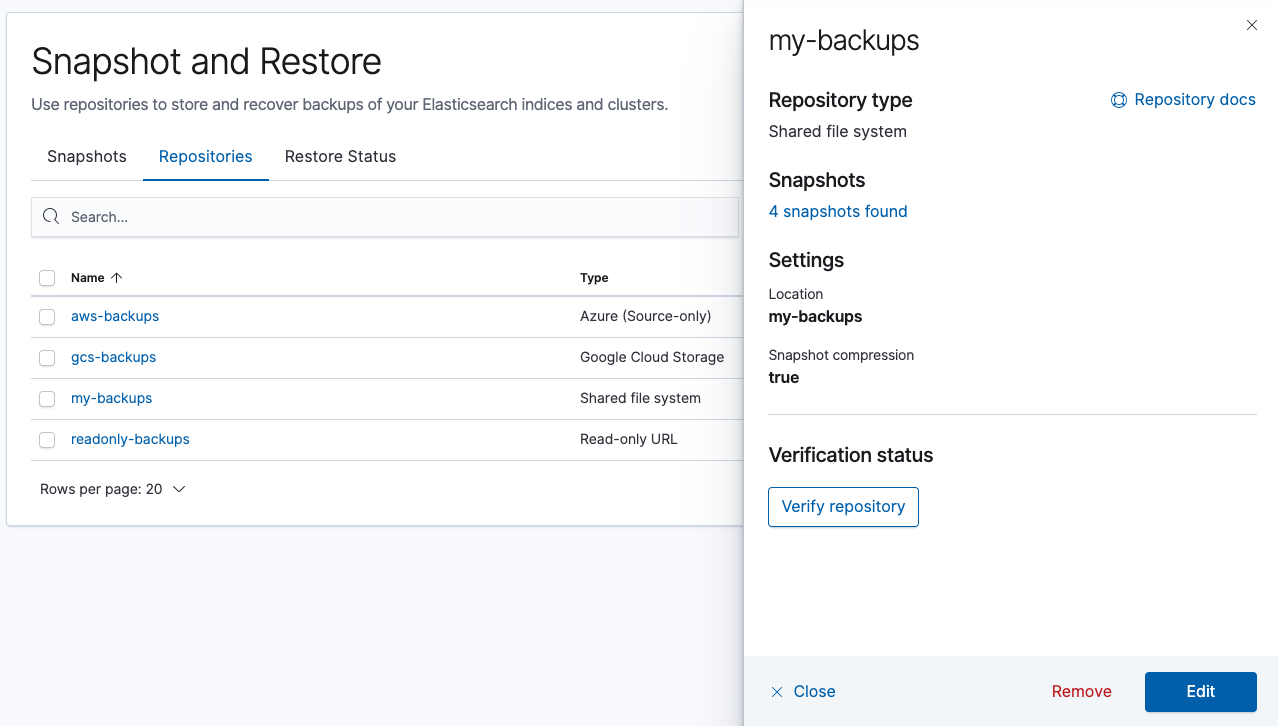 Snapshot and Restore
Use repositories to store and recover backups of your Elasticsearch indices and clusters.
Snapshots Repositories Restore Status
Search...
Name Type
aws-backups Azure (Source-only)
gcs-backups Google Cloud Storage
my-backups Shared file system
readonly-backups Read-only URL
Rows per page: 20
my-backups
Repository type Repository docs
Shared file system
Snapshots
4 snapshots found
Settings
Location
my-backups
Snapshot compression
true
Verification status
Verify repository
Close Remove Edit